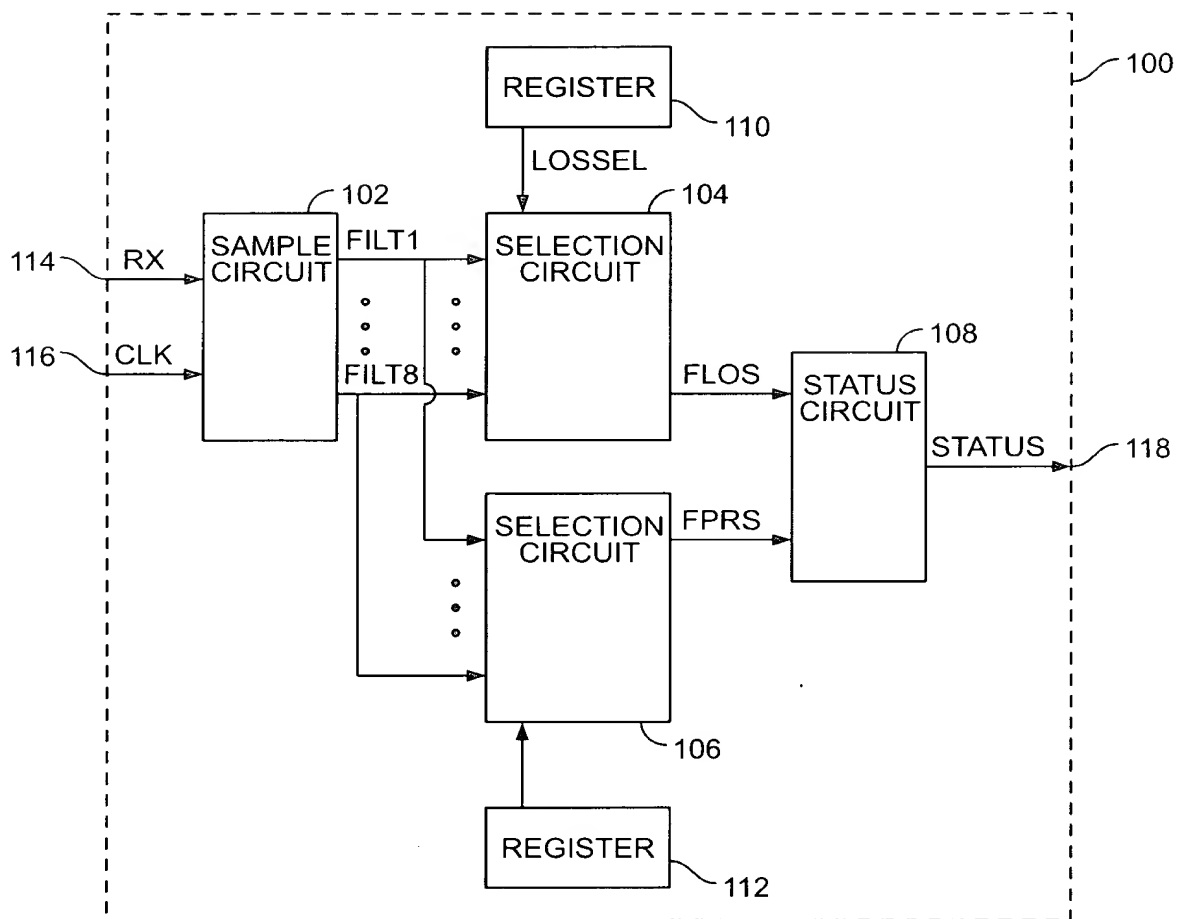 REGISTER
100
110
LOSSEL
102
104
SAMPLE
CIRCUIT
FILT1
SELECTION
CIRCUIT
114
RX
116
CLK
FILT8
FLOS
108
STATUS
CIRCUIT
STATUS
118
SELECTION
CIRCUIT
FPRS
106
REGISTER
112